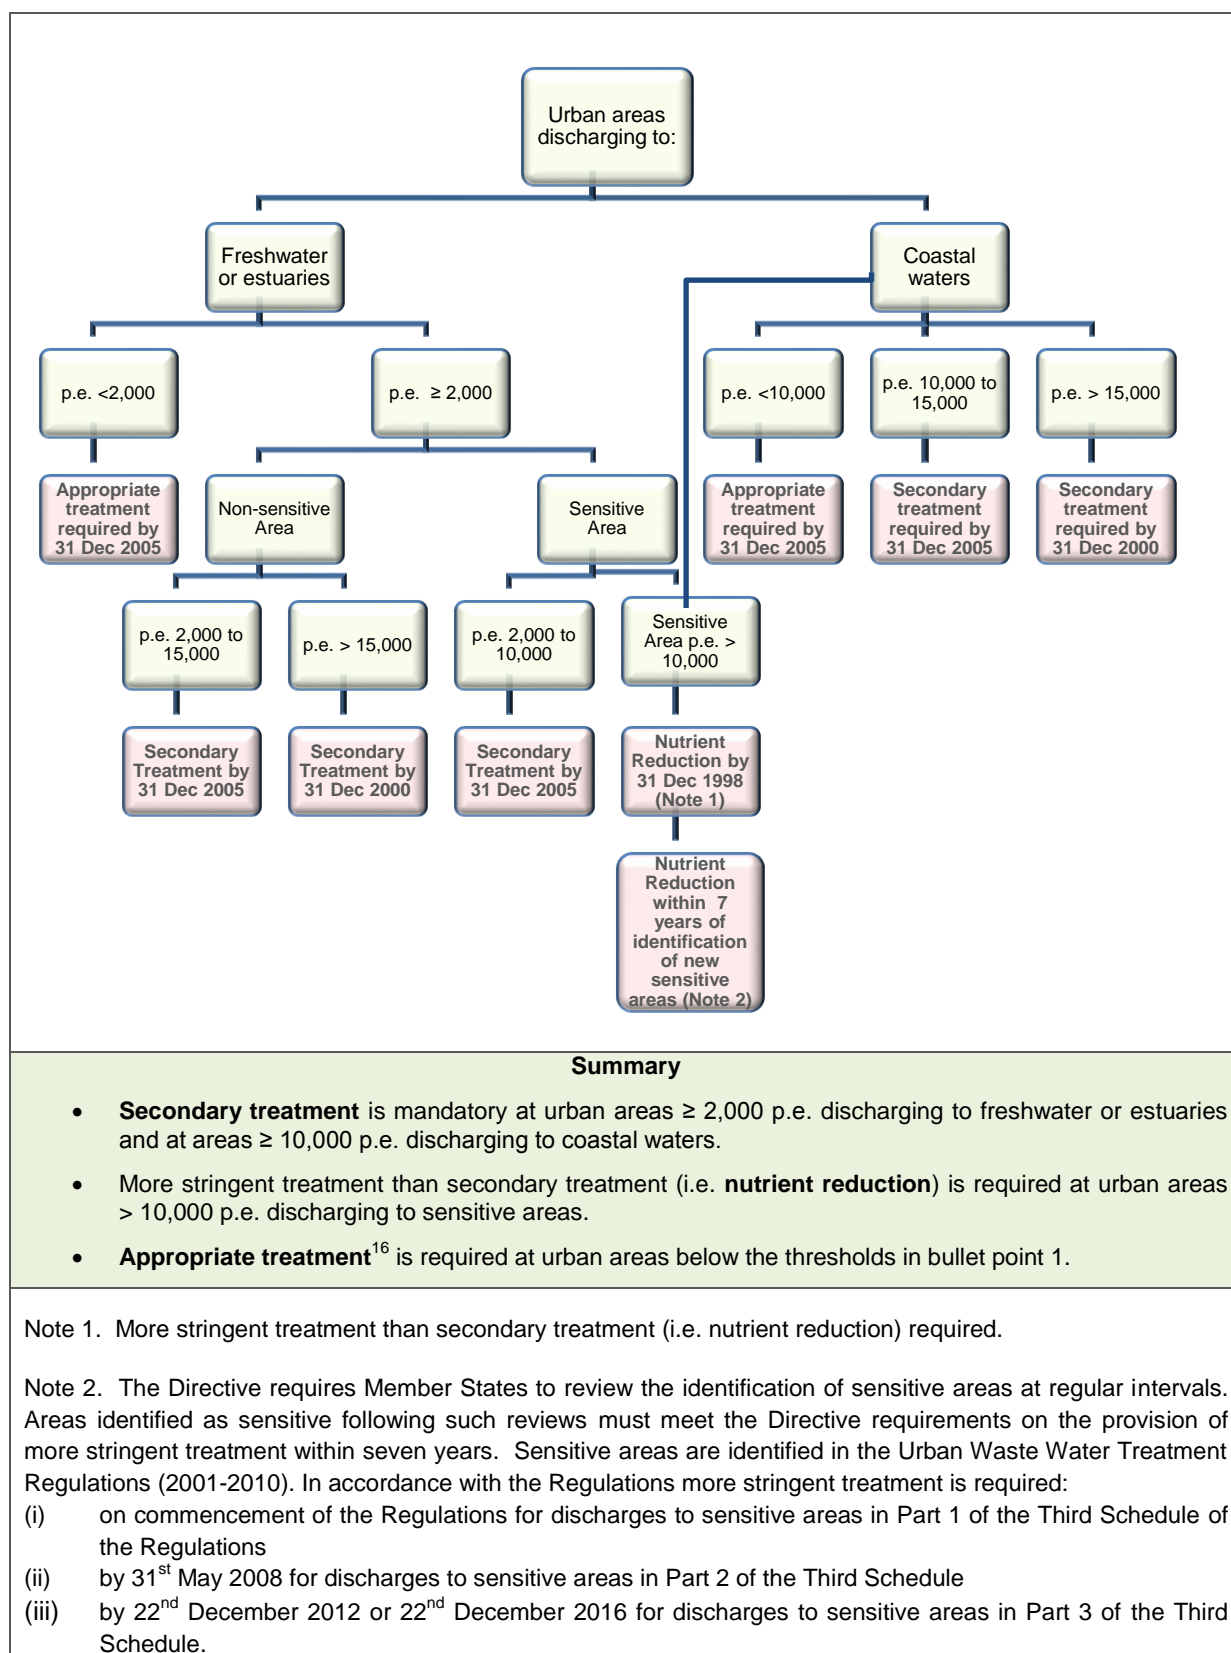 Urban areas
discharging to:
Freshwater
or estuaries
Coastal
waters
p.e. <2,000
p.e. ≥ 2,000
p.e. <10,000
p.e. 10,000 to
15,000
p.e. > 15,000
Appropriate
treatment
required by
31 Dec 2005
Non-sensitive
Area
Sensitive
Area
Appropriate
treatment
required by
31 Dec 2005
Secondary
treatment
required by
31 Dec 2005
Secondary
treatment
required by
31 Dec 2000
p.e. 2,000 to
15,000
p.e. > 15,000
p.e. 2,000 to
10,000
Sensitive
Area p.e. >
10,000
Secondary
Treatment by
31 Dec 2005
Secondary
Treatment by
31 Dec 2000
Secondary
Treatment by
31 Dec 2005
Nutrient
Reduction by
31 Dec 1998
(Note 1)
Nutrient
Reduction
within 7
years of
identification
of new
sensitive
areas (Note 2)
Summary
• Secondary treatment is mandatory at urban areas ≥ 2,000 p.e. discharging to freshwater or estuaries
and at areas ≥ 10,000 p.e. discharging to coastal waters.
• More stringent treatment than secondary treatment (i.e. nutrient reduction) is required at urban areas
> 10,000 p.e. discharging to sensitive areas.
• Appropriate treatment16 is required at urban areas below the thresholds in bullet point 1.
Note 1. More stringent treatment than secondary treatment (i.e. nutrient reduction) required.
Note 2. The Directive requires Member States to review the identification of sensitive areas at regular intervals.
Areas identified as sensitive following such reviews must meet the Directive requirements on the provision of
more stringent treatment within seven years. Sensitive areas are identified in the Urban Waste Water Treatment
Regulations (2001-2010). In accordance with the Regulations more stringent treatment is required:
(i) on commencement of the Regulations for discharges to sensitive areas in Part 1 of the Third Schedule of
the Regulations
(ii) by 31st May 2008 for discharges to sensitive areas in Part 2 of the Third Schedule
(iii) by 22nd December 2012 or 22nd December 2016 for discharges to sensitive areas in Part 3 of the Third
Schedule.